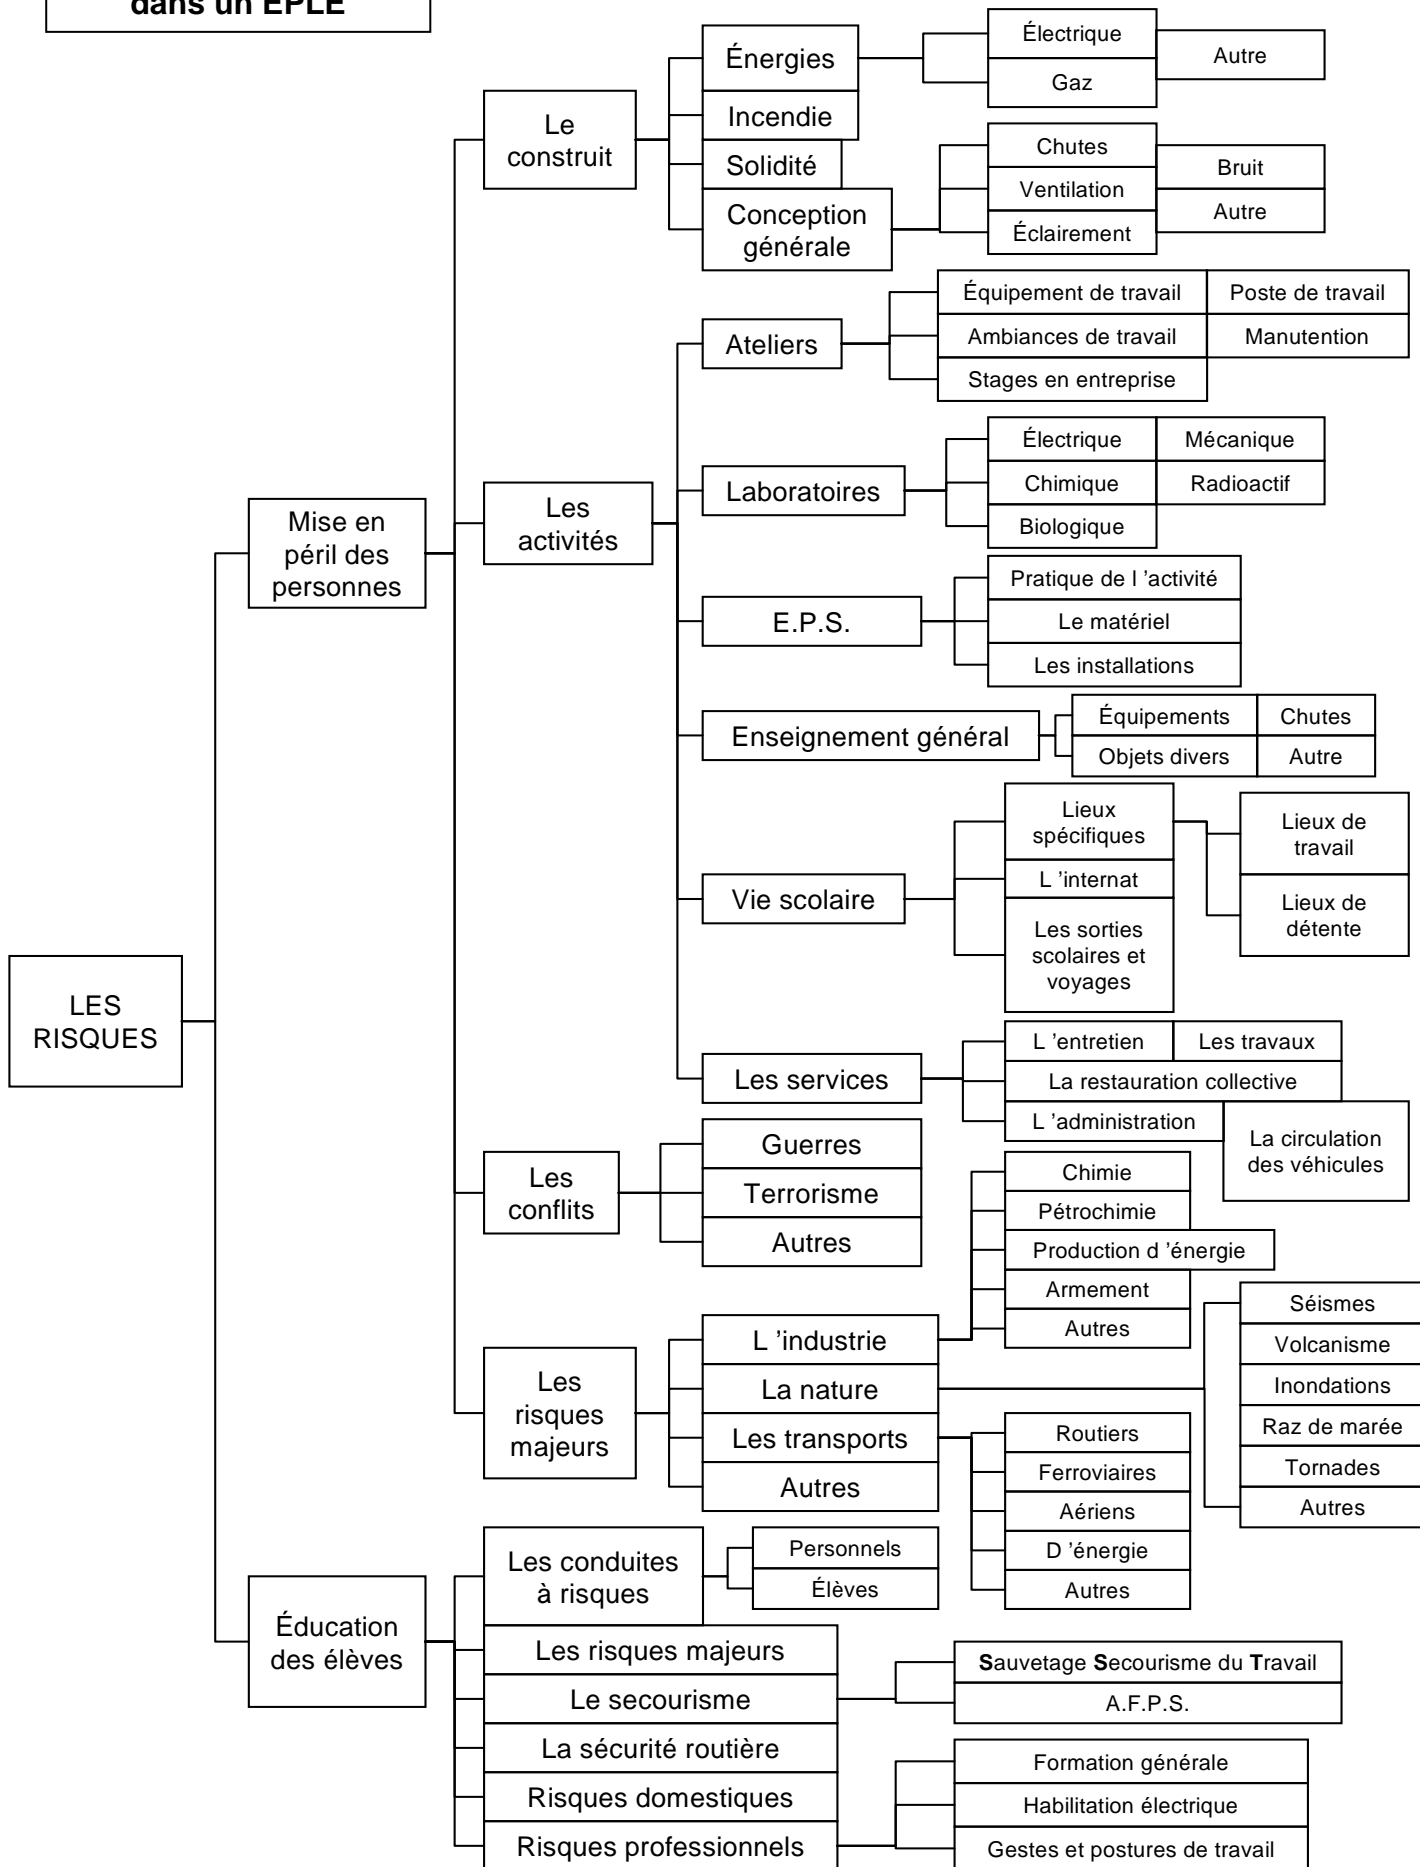 dans un EPLE
LES
RISQUES
Mise en
péril des
personnes
Le
construit
Énergies
Électrique
Gaz
Autre
Incendie
Solidité
Conception
générale
Chutes
Ventilation
Éclairement
Bruit
Autre
Les
activités
Ateliers
Équipement de travail
Poste de travail
Ambiances de travail
Manutention
Stages en entreprise
Laboratoires
Électrique
Mécanique
Chimique
Radioactif
Biologique
E.P.S.
Pratique de l ’activité
Le matériel
Les installations
Enseignement général
Équipements
Chutes
Objets divers
Autre
Vie scolaire
Lieux
spécifiques
Lieux de
travail
Lieux de
détente
L ’internat
Les sorties
scolaires et
voyages
Les services
L ’entretien
Les travaux
La restauration collective
L ’administration
La circulation
des véhicules
Les
conflits
Guerres
Terrorisme
Autres
Les
risques
majeurs
L ’industrie
Chimie
Pétrochimie
Production d ’énergie
Armement
Autres
La nature
Séismes
Volcanisme
Inondations
Raz de marée
Tornades
Autres
Les transports
Routiers
Ferroviaires
Aériens
D ’énergie
Autres
Autres
Éducation
des élèves
Les conduites
à risques
Personnels
Élèves
Les risques majeurs
Le secourisme
Sauvetage Secourisme du Travail
A.F.P.S.
La sécurité routière
Risques domestiques
Risques professionnels
Formation générale
Habilitation électrique
Gestes et postures de travail